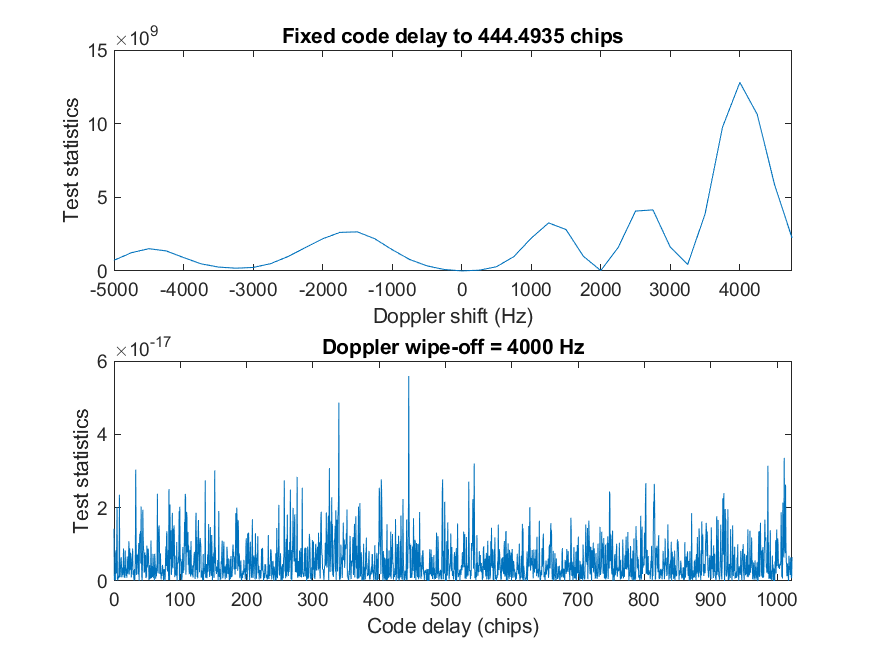 ×10^9
Fixed code delay to 444.4935 chips
15
10
5
0
Test statistics
-5000 -4000 -3000 -2000 -1000 0 1000 2000 3000 4000
Doppler shift (Hz)
×10^-17
Doppler wipe-off = 4000 Hz
6
4
2
0
Test statistics
0 100 200 300 400 500 600 700 800 900 1000
Code delay (chips)